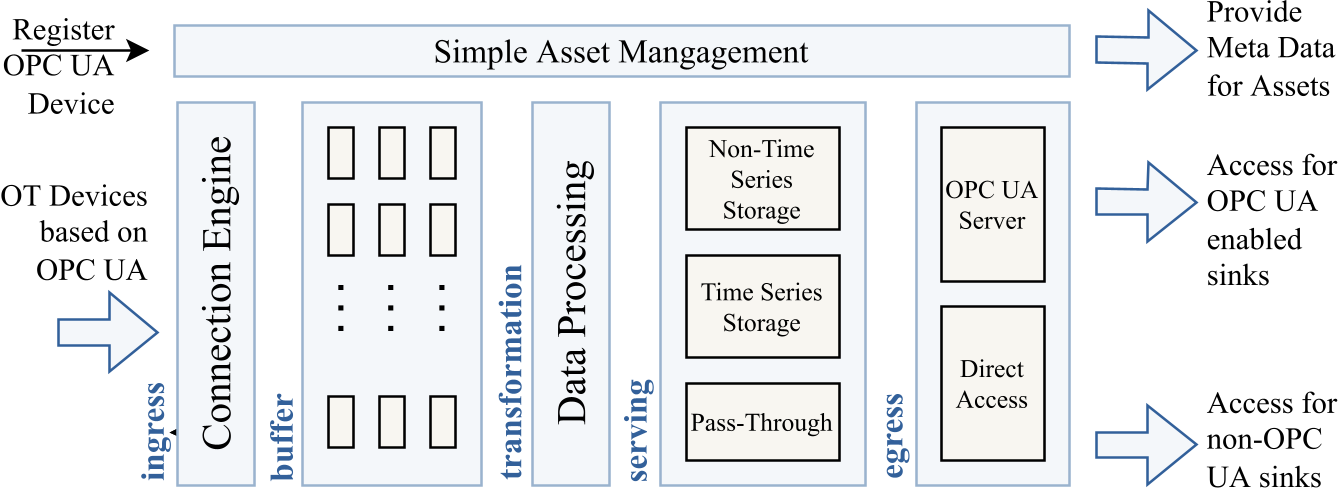 Register
OPC UA
Device
Simple Asset Mangagement
Provide
Meta Data
for Assets
OT Devices
based on
OPC UA
ingress
Connection Engine
buffer
transformation
Data Processing
serving
Non-Time
Series
Storage
Time Series
Storage
Pass-Through
egress
OPC UA
Server
Direct
Access
Access for
OPC UA
enabled
sinks
Access for
non-OPC
UA sinks